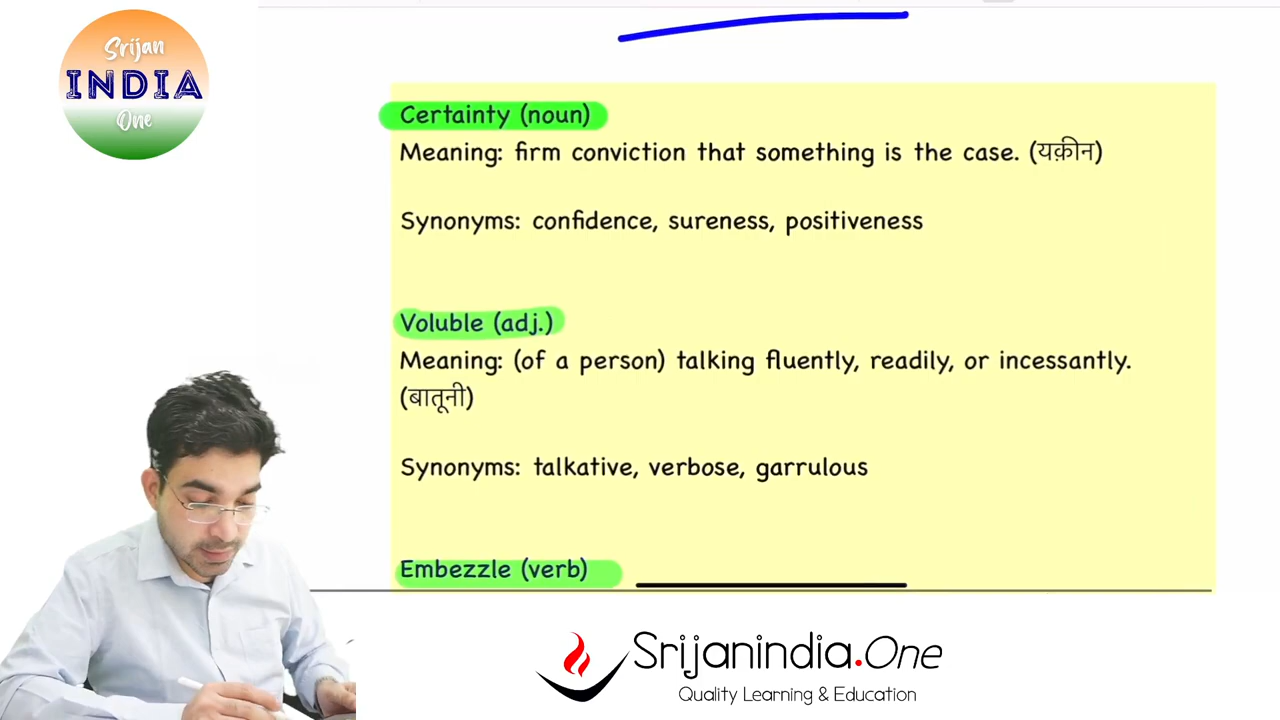 Srijan
INDIA
One
Certainty (noun)
Meaning: firm conviction that something is the case. (यक़ीन)
Synonyms: confidence, sureness, positiveness
Voluble (adj.)
Meaning: (of a person) talking fluently, readily, or incessantly.
(बातूनी)
Synonyms: talkative, verbose, garrulous
Embezzle (verb)
Srijanindia.One
Quality Learning & Education